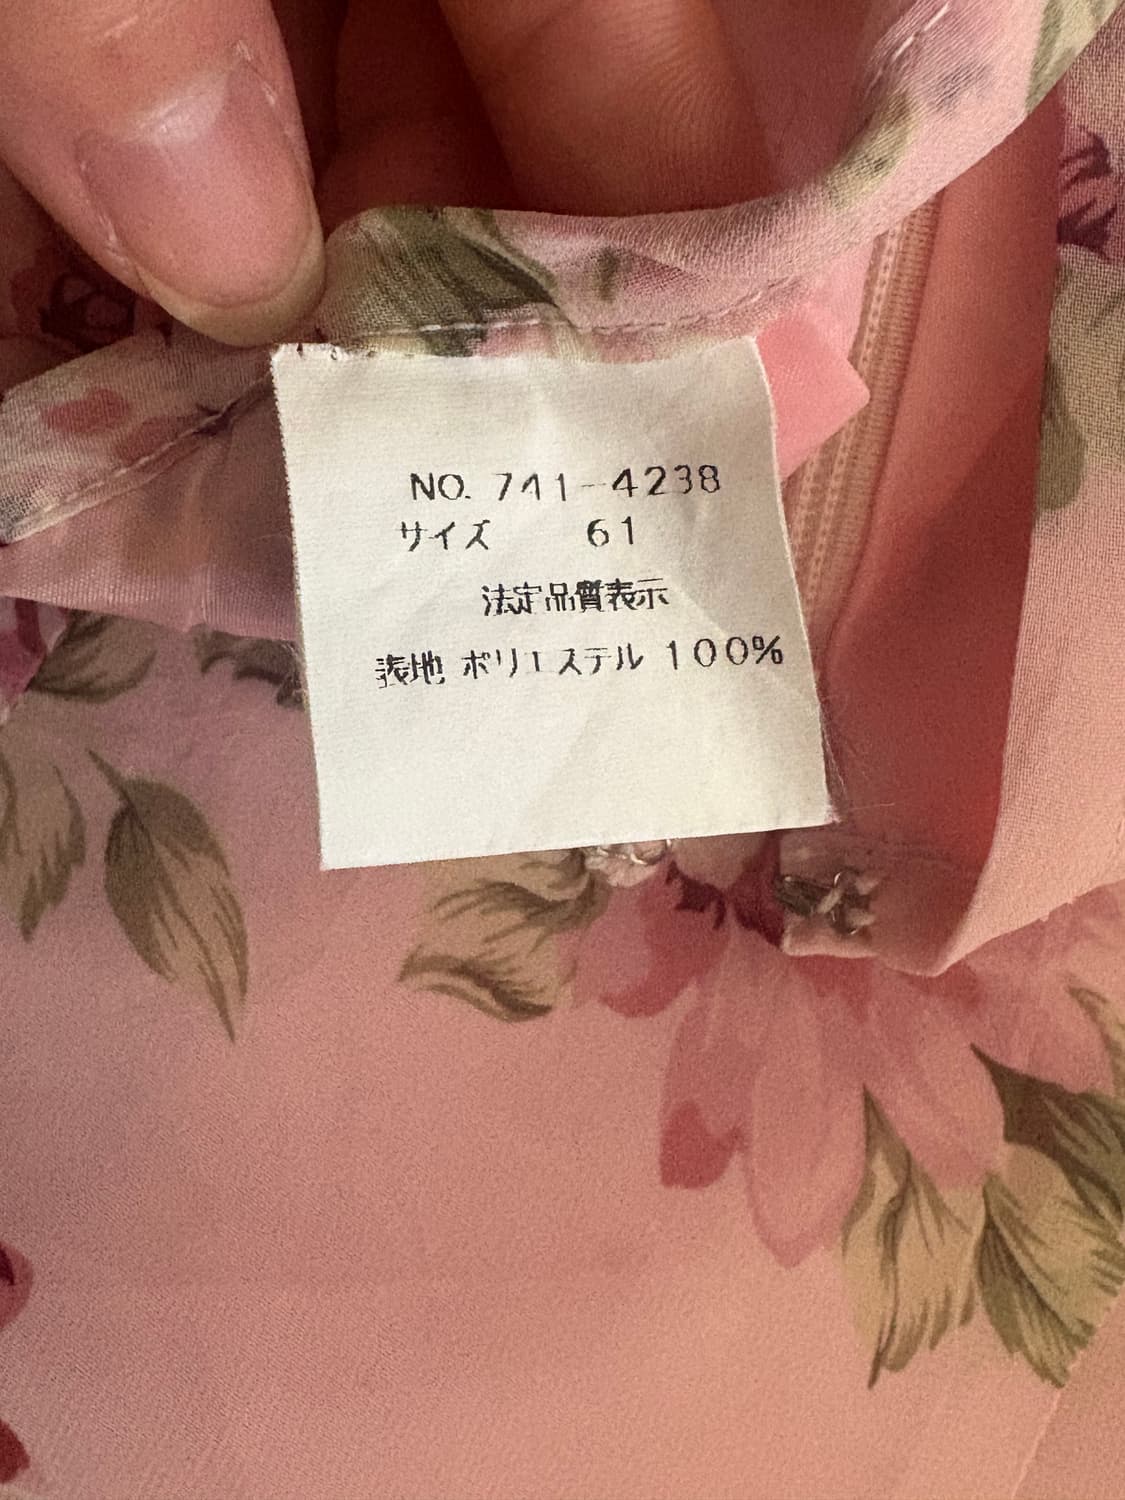 NO. 741-4238
サイズ 61
法定品質表示
表地 ポリエステル 100%